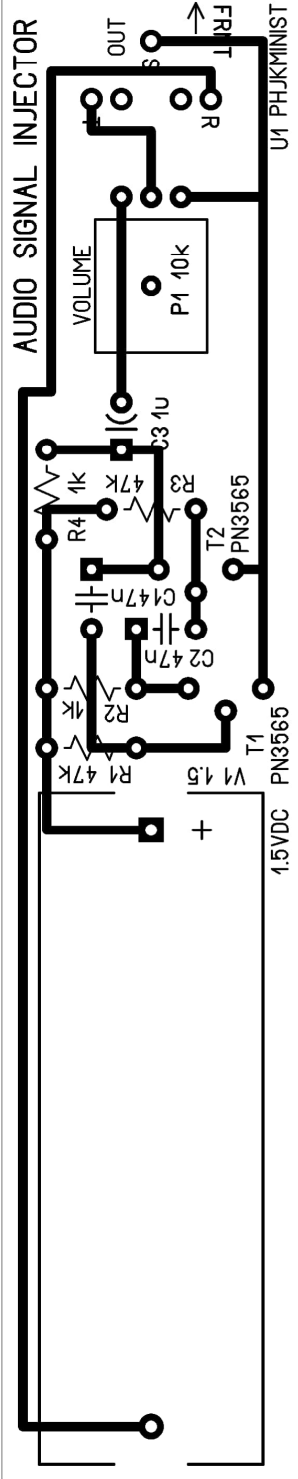 AUDIO SIGNAL INJECTOR
OUT
S
FRNT
U1 PHJKMINIST
T
R
VOLUME
P1 10k
C3 1u
1k
R4
47k
R3
T2
PN3565
C1 47n
C2 47n
1k
R2
47k
R1
V1 1.5
T1
PN3565
+
1.5VDC